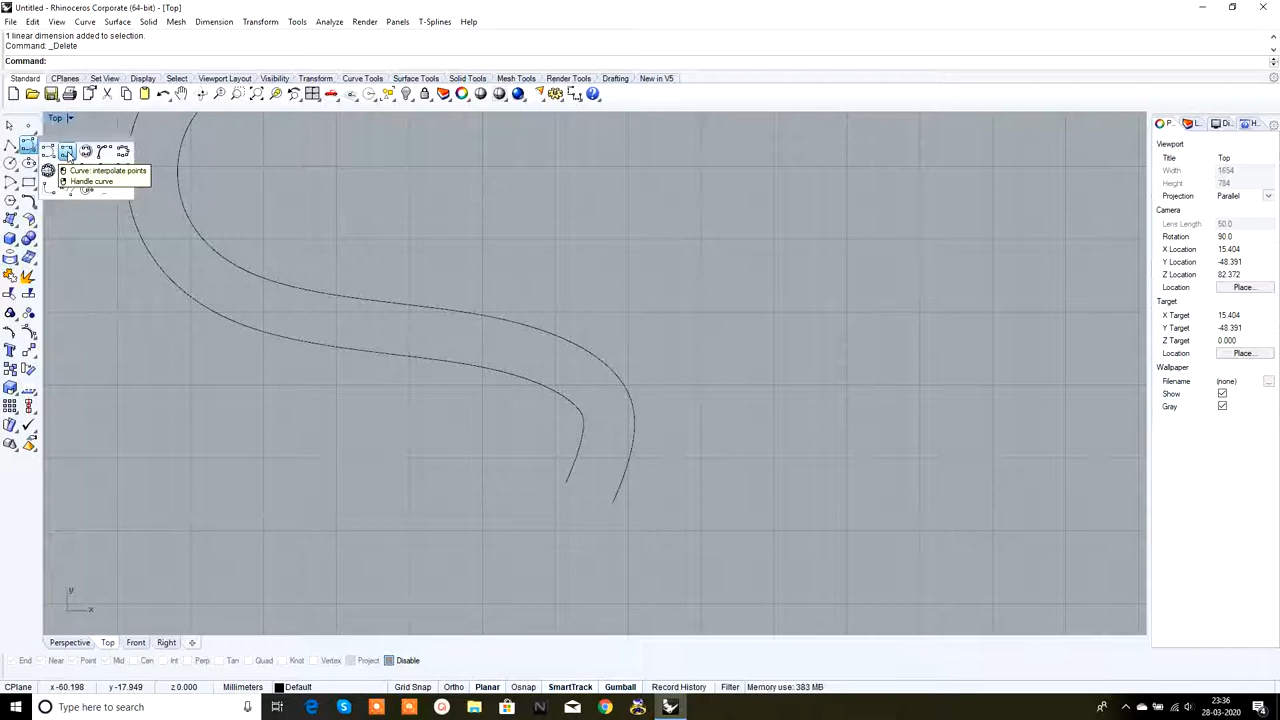 Untitled - Rhinoceros Corporate (64-bit) - [Top]
File Edit View Curve Surface Solid Mesh Dimension Transform Tools Analyze Render Panels T-Splines Help
1 linear dimension added to selection.
Command: _Delete
Command:
Standard CPlanes Set View Display Select Viewport Layout Visibility Transform Curve Tools Surface Tools Solid Tools Mesh Tools Render Tools Drafting New in V5
Top
P... L... Di... H...
Curve: interpolate points
Handle curve
Viewport
Title Top
Width 1654
Height 784
Projection Parallel
Camera
Lens Length 50.0
Rotation 90.0
X Location 15.404
Y Location -48.391
Z Location 82.372
Location Place...
Target
X Target 15.404
Y Target -48.391
Z Target 0.000
Location Place...
Wallpaper
Filename (none) ...
Show
Gray
y
x
Perspective Top Front Right
End Near Point Mid Cen Int Perp Tan Quad Knot Vertex Project Disable
CPlane x -60.198 y -17.949 z 0.000 Millimeters Default Grid Snap Ortho Planar Osnap SmartTrack Gumball Record History Filter Memory use: 383 MB
Type here to search
23:36
28-03-2020